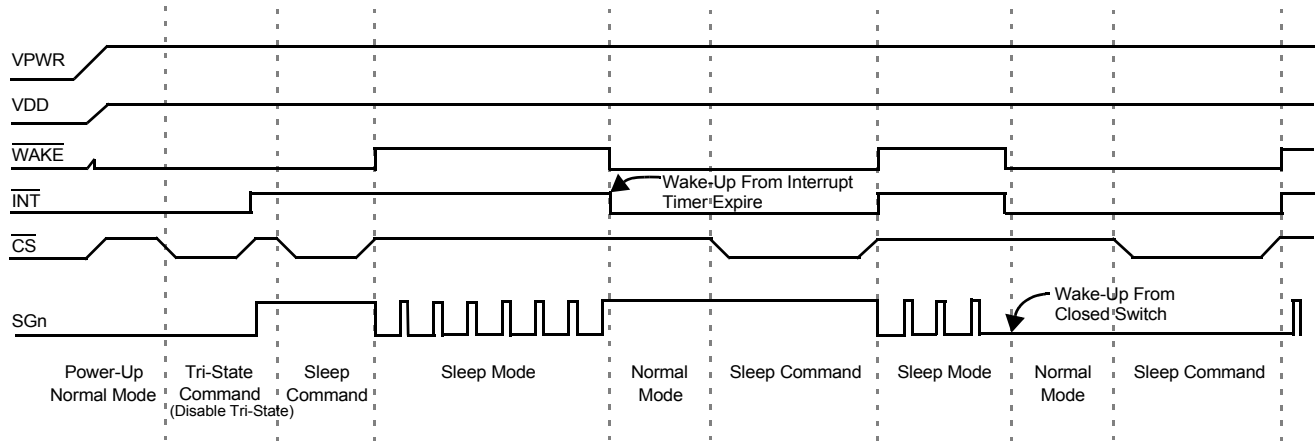 VPWR
VDD
WAKE
INT
Wake-Up From Interrupt
Timer Expire
CS
Wake-Up From
Closed Switch
SGn
Power-Up
Normal Mode
Tri-State
Command
(Disable Tri-State)
Sleep
Command
Sleep Mode
Normal
Mode
Sleep Command
Sleep Mode
Normal
Mode
Sleep Command